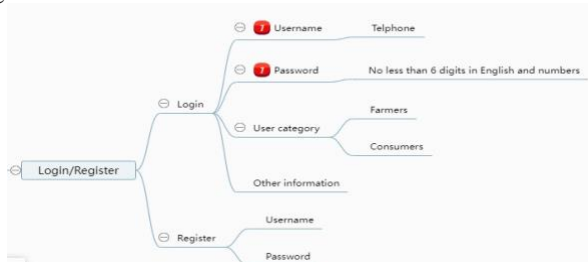 Username
Telphone
Password
No less than 6 digits in English and numbers
Login
User category
Farmers
Consumers
Other information
Login/Register
Register
Username
Password